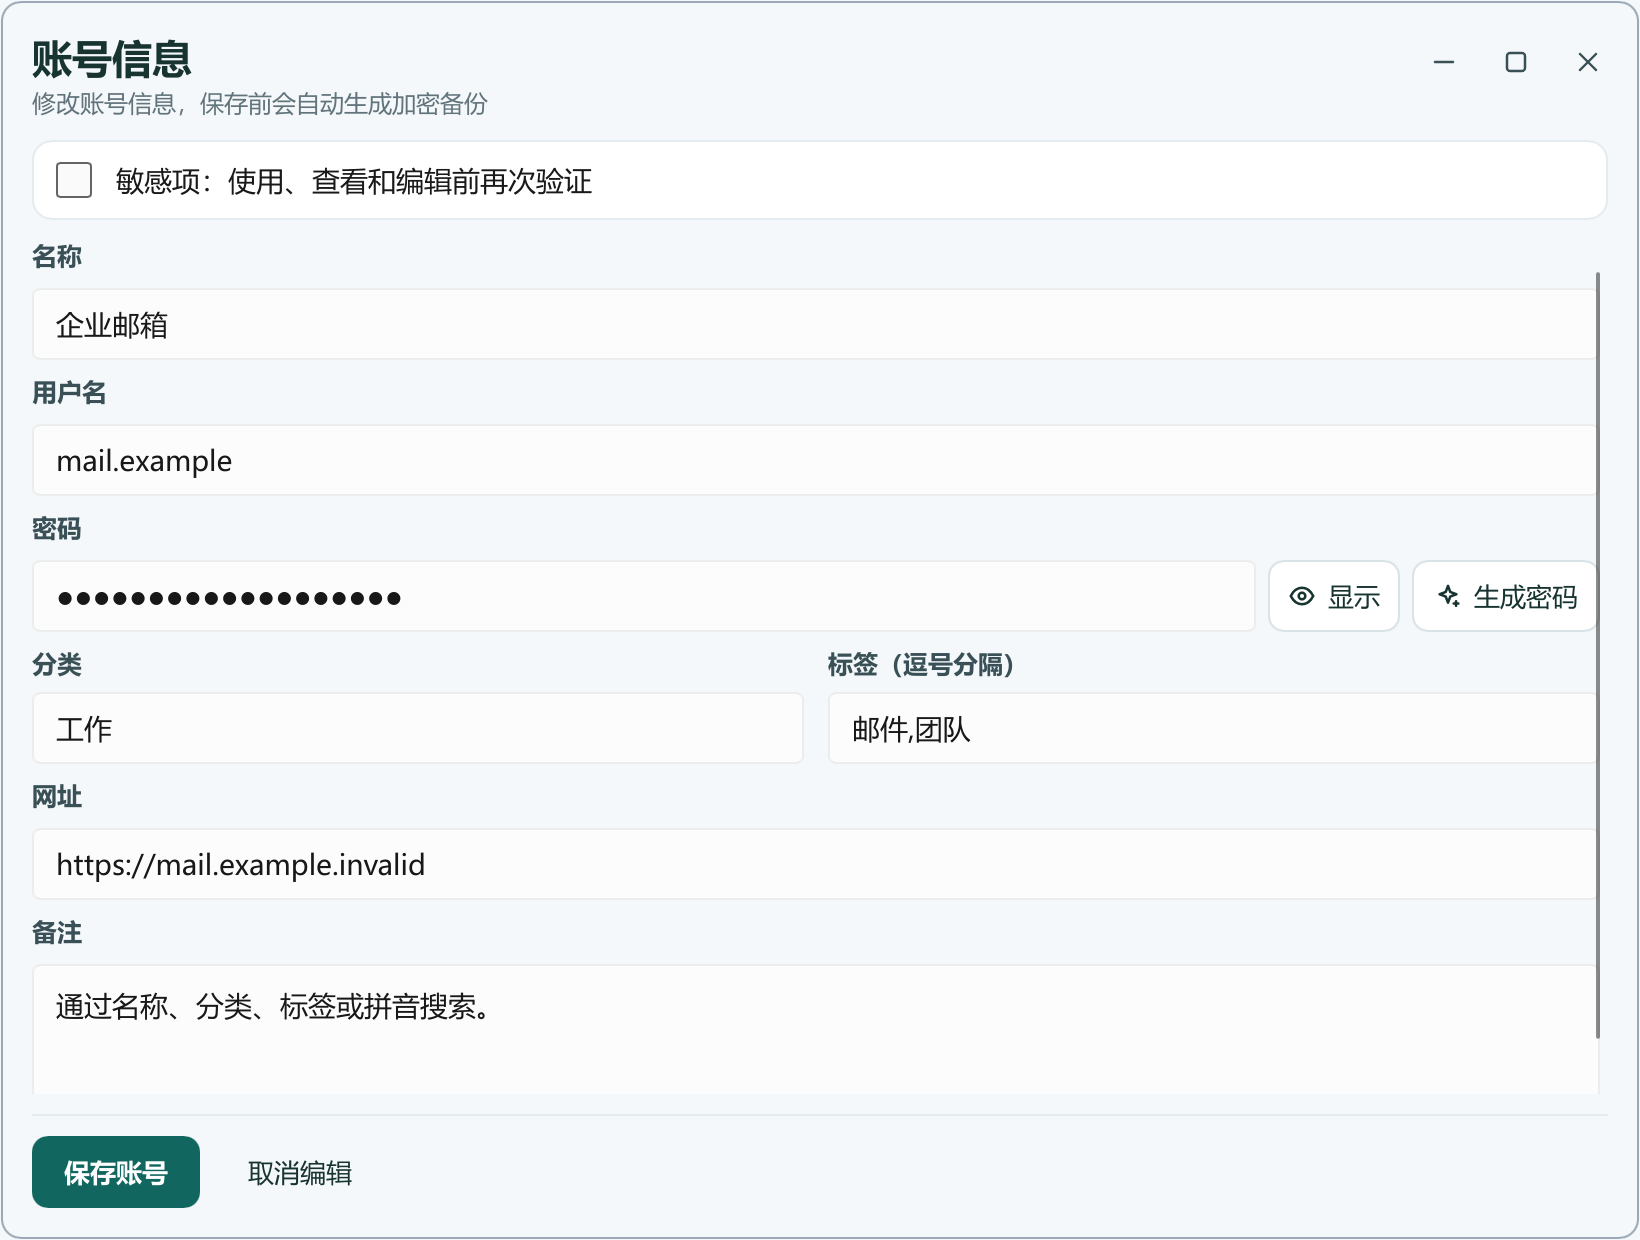 账号信息
修改账号信息，保存前会自动生成加密备份
敏感项：使用、查看和编辑前再次验证
名称
企业邮箱
用户名
mail.example
密码
●●●●●●●●●●●●●●●●●●●
显示
生成密码
分类
标签（逗号分隔）
工作
邮件,团队
网址
https://mail.example.invalid
备注
通过名称、分类、标签或拼音搜索。
保存账号
取消编辑